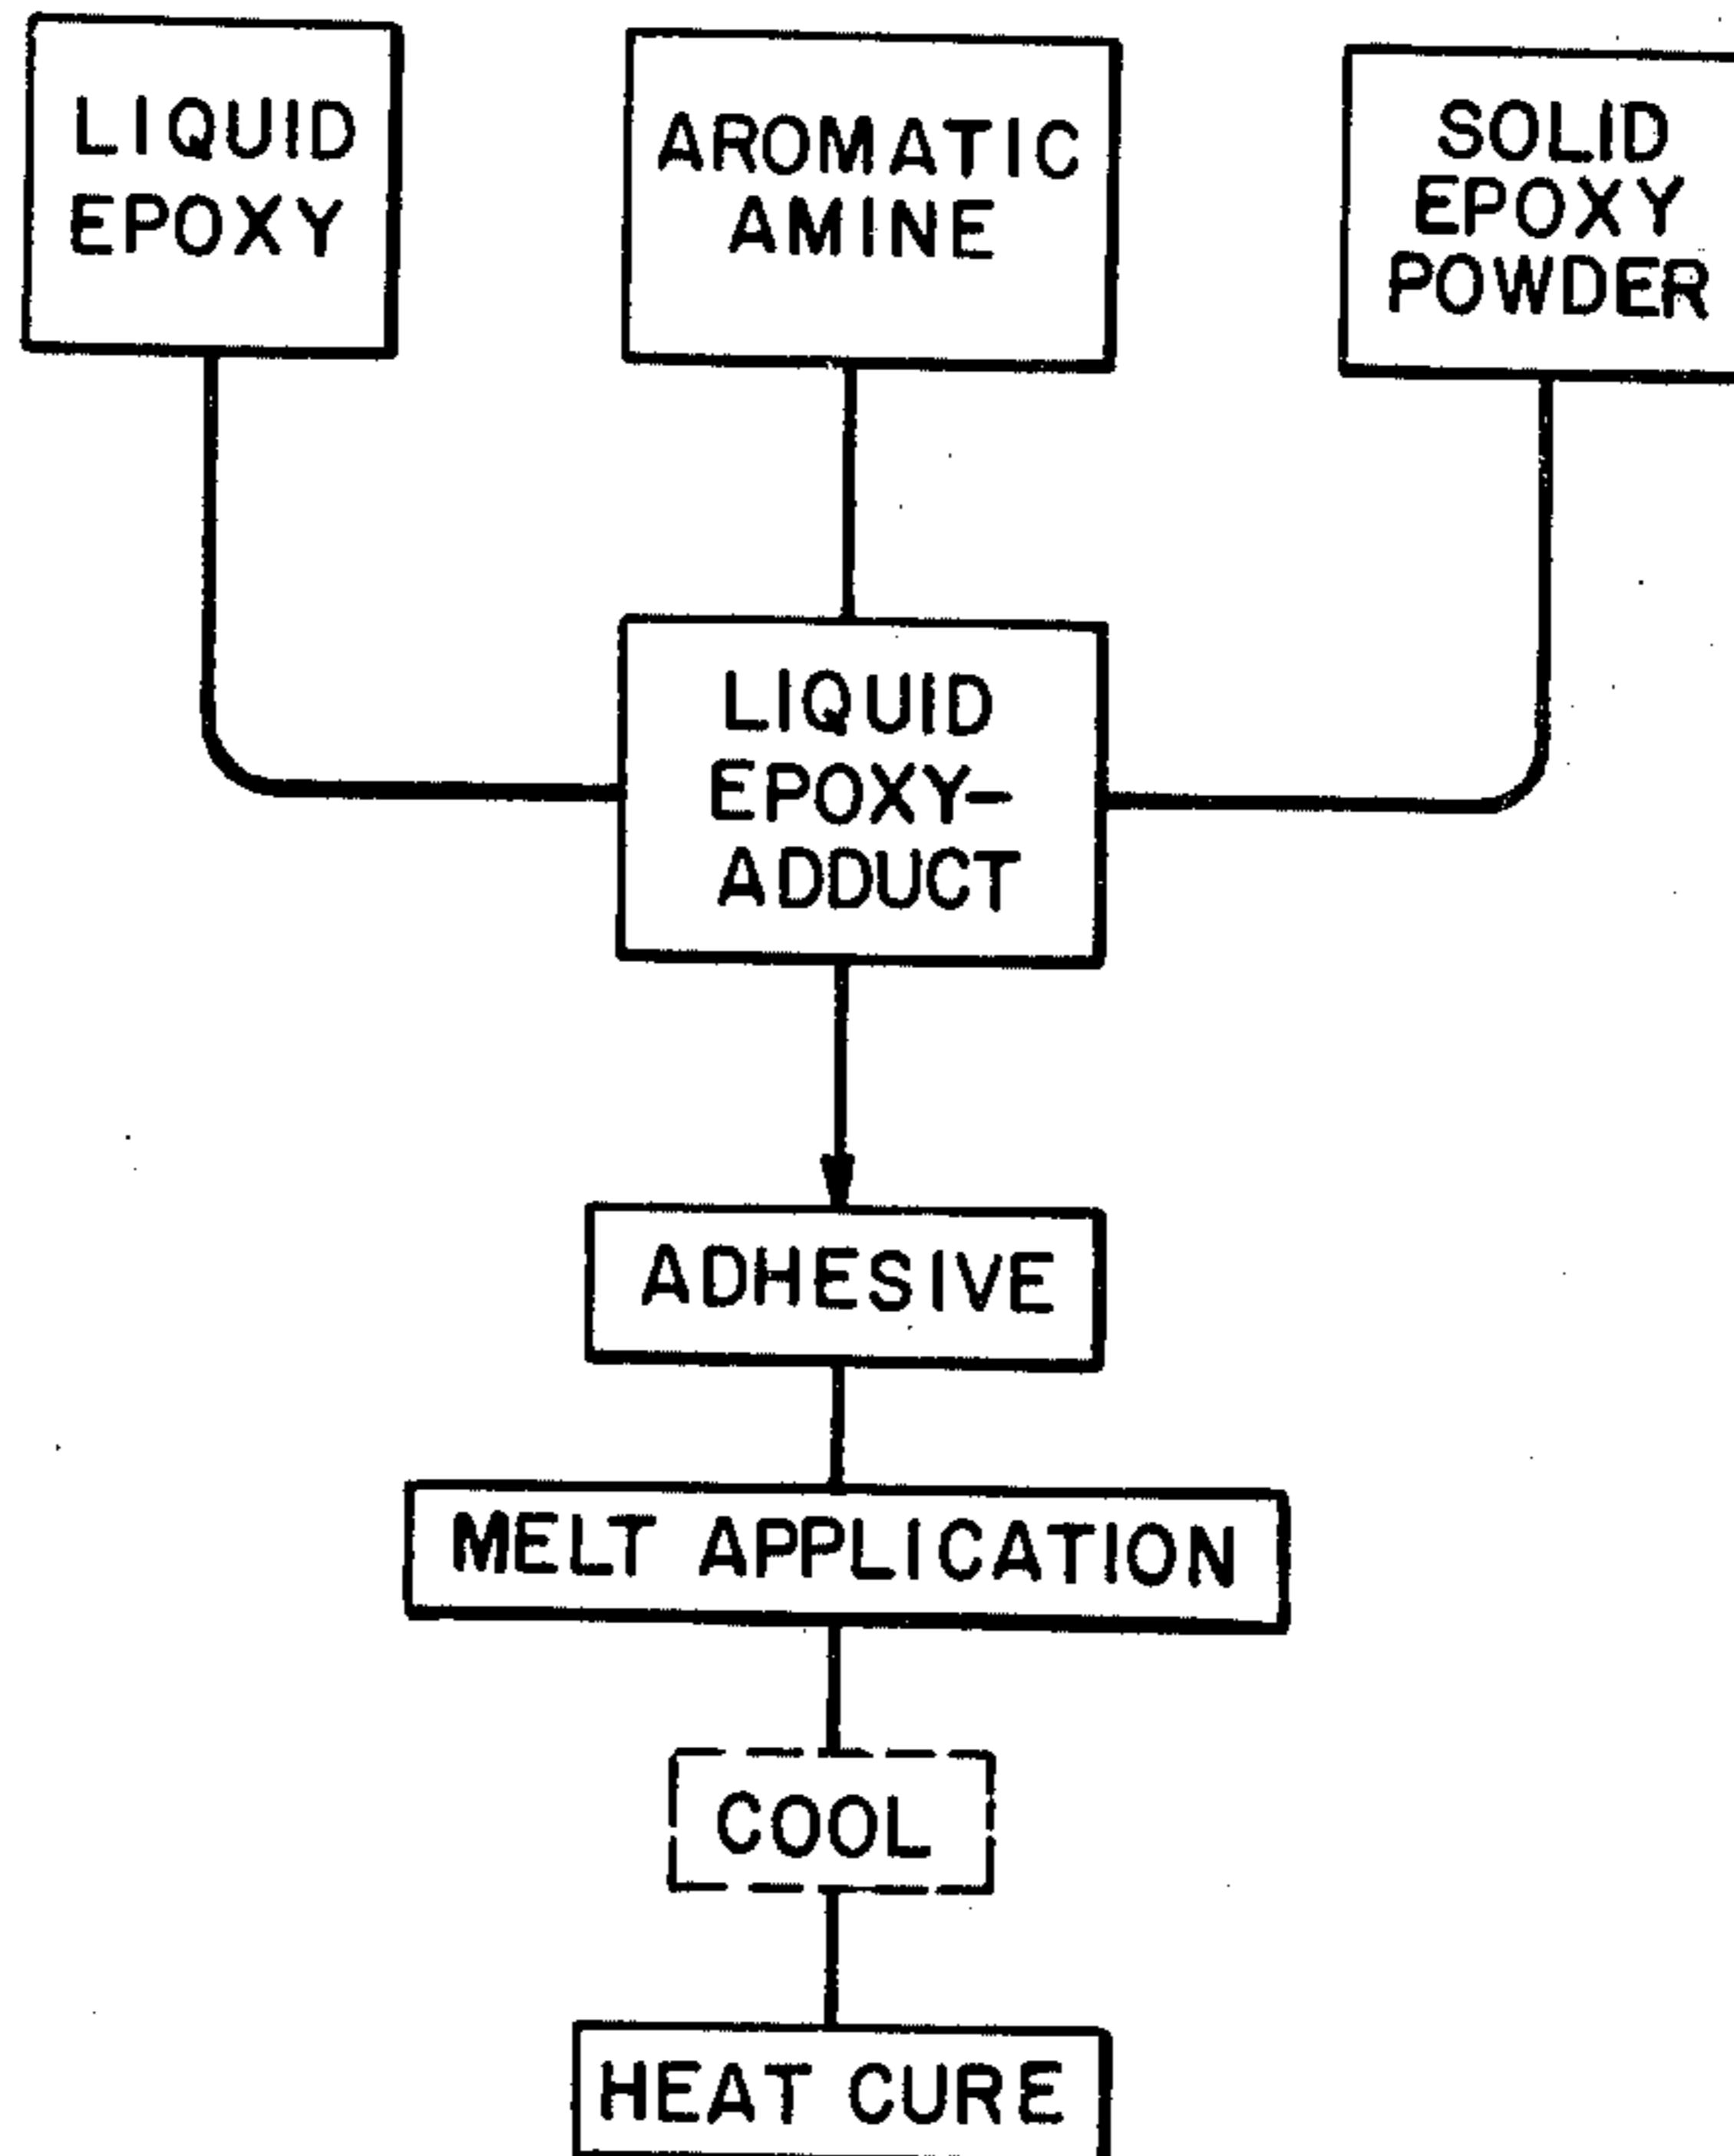 LIQUID
EPOXY
AROMATIC
AMINE
SOLID
EPOXY
POWDER
LIQUID
EPOXY-
ADDUCT
ADHESIVE
MELT APPLICATION
COOL
HEAT CURE